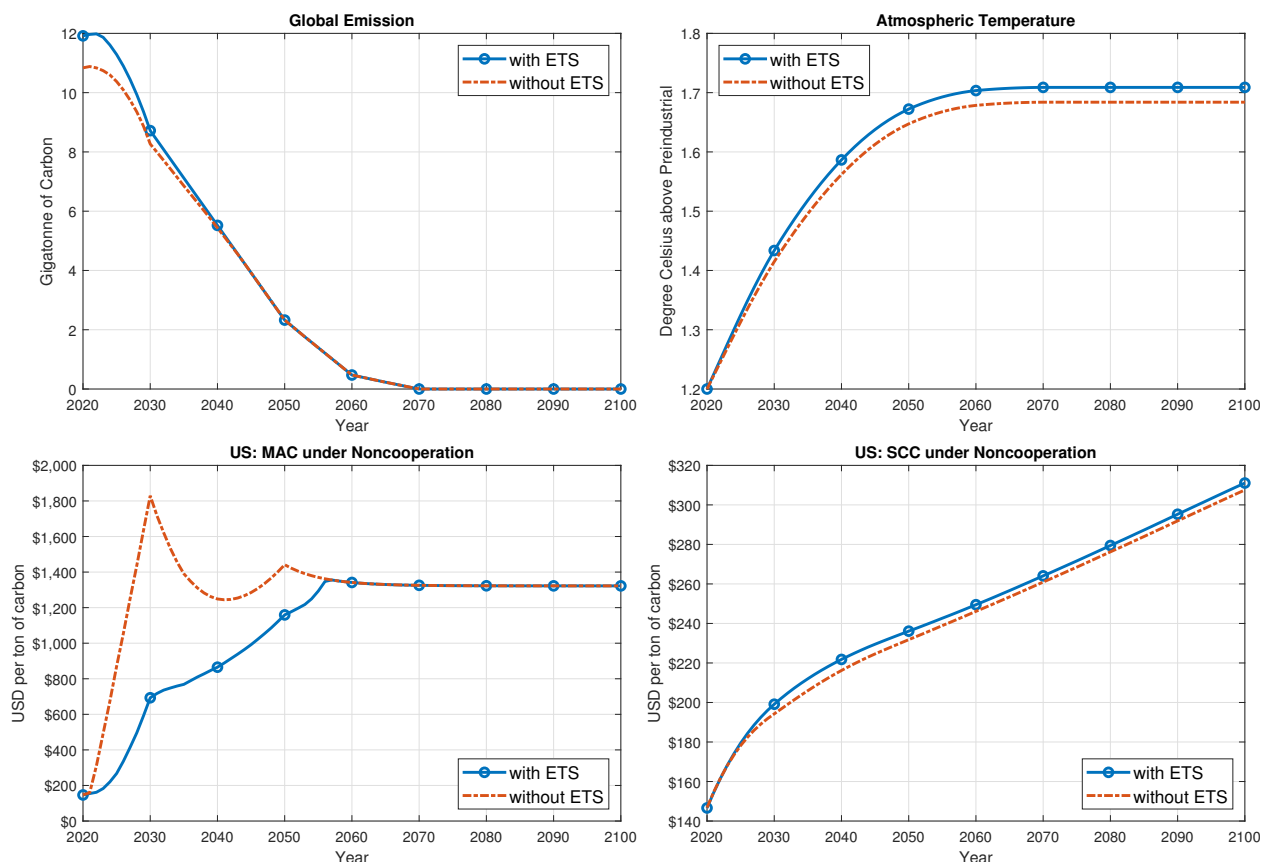 Global Emission
12
10
8
6
4
2
0
Gigatonne of Carbon
with ETS
without ETS
2020 2030 2040 2050 2060 2070 2080 2090 2100
Year
Atmospheric Temperature
1.8
1.7
1.6
1.5
1.4
1.3
1.2
Degree Celsius above Preindustrial
with ETS
without ETS
2020 2030 2040 2050 2060 2070 2080 2090 2100
Year
US: MAC under Noncooperation
$2,000
$1,800
$1,600
$1,400
$1,200
$1,000
$800
$600
$400
$200
$0
USD per ton of carbon
with ETS
without ETS
2020 2030 2040 2050 2060 2070 2080 2090 2100
Year
US: SCC under Noncooperation
$320
$300
$280
$260
$240
$220
$200
$180
$160
$140
USD per ton of carbon
with ETS
without ETS
2020 2030 2040 2050 2060 2070 2080 2090 2100
Year